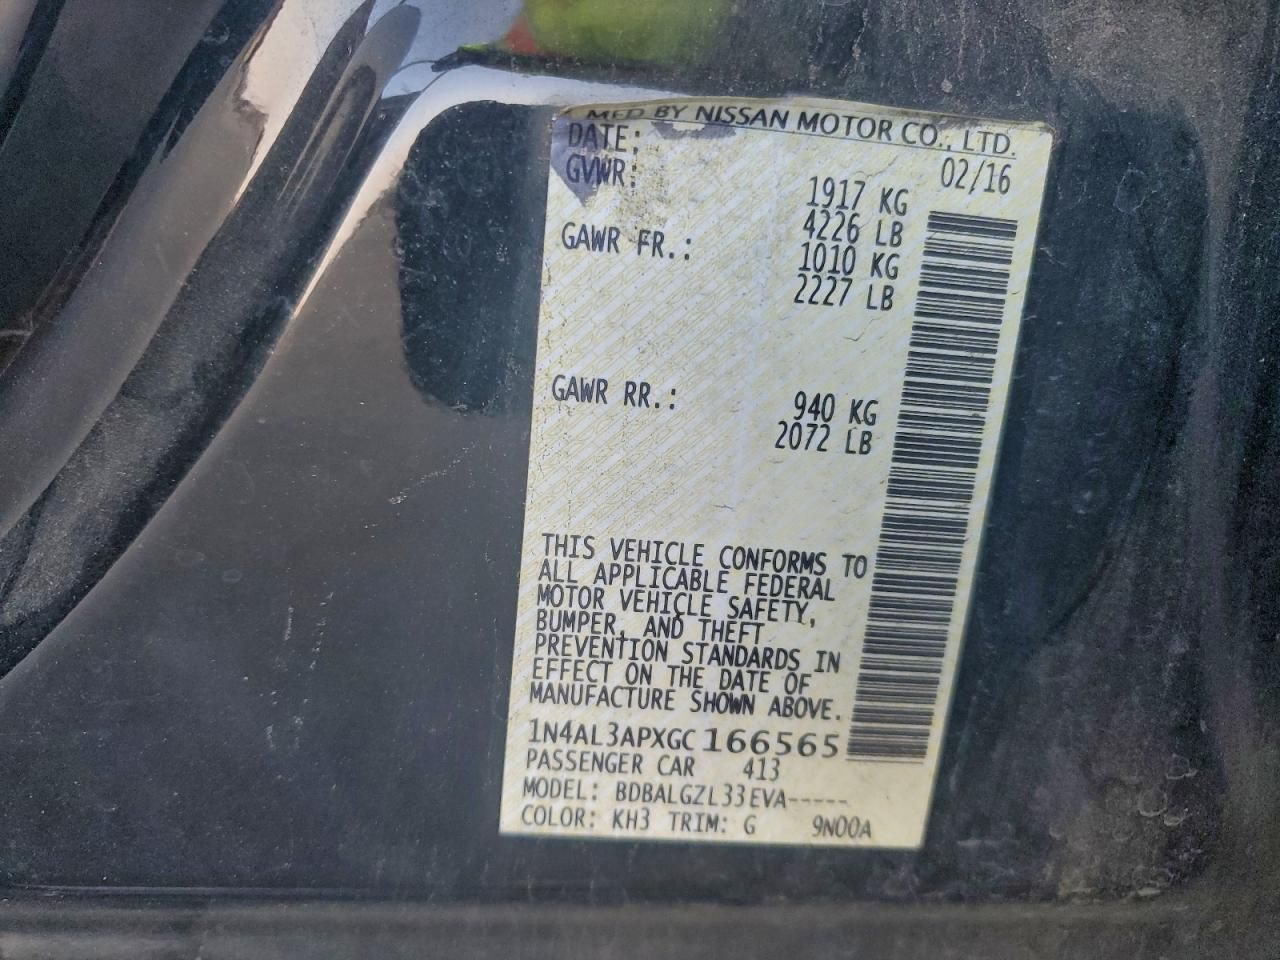 MFD BY NISSAN MOTOR CO., LTD.
DATE: 02/16
GVWR: 1917 KG
4226 LB
GAWR FR.: 1010 KG
2227 LB
GAWR RR.: 940 KG
2072 LB
THIS VEHICLE CONFORMS TO
ALL APPLICABLE FEDERAL
MOTOR VEHICLE SAFETY,
BUMPER, AND THEFT
PREVENTION STANDARDS IN
EFFECT ON THE DATE OF
MANUFACTURE SHOWN ABOVE.
1N4AL3APXGC166565
PASSENGER CAR 413
MODEL: BDBALGZL33EVA-----
COLOR: KH3 TRIM: G 9N00A